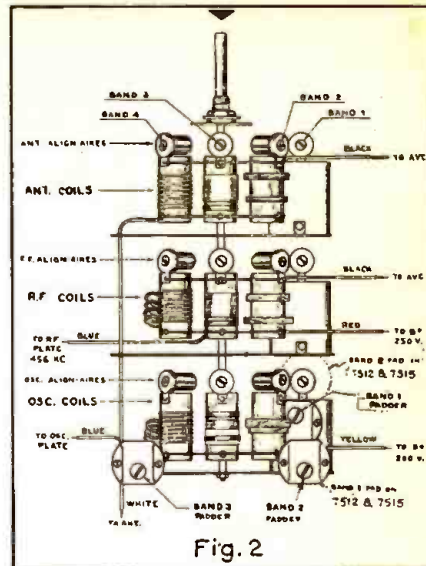 BAND 3
BAND 4
BAND 2
BAND 1
ANT. ALIGN-AIRES
BLACK
TO AVC
ANT. COILS
R.F. ALIGN-AIRES
BLACK
TO AVC
R.F COILS
RED
TO RF
PLATE
456 KC
BLUE
TO B+
250 V.
BAND 2 PAD
7512 & 7515
OSC. ALIGN-AIRES
BAND 1
PADDER
OSC. COILS
TO OSC.
PLATE
BLUE
YELLOW
TO B+
200 V.
WHITE
BAND 3
PADDER
BAND 2
PADDER
BAND 1 PAD ON
7512 & 7515
TO ANT.
Fig. 2